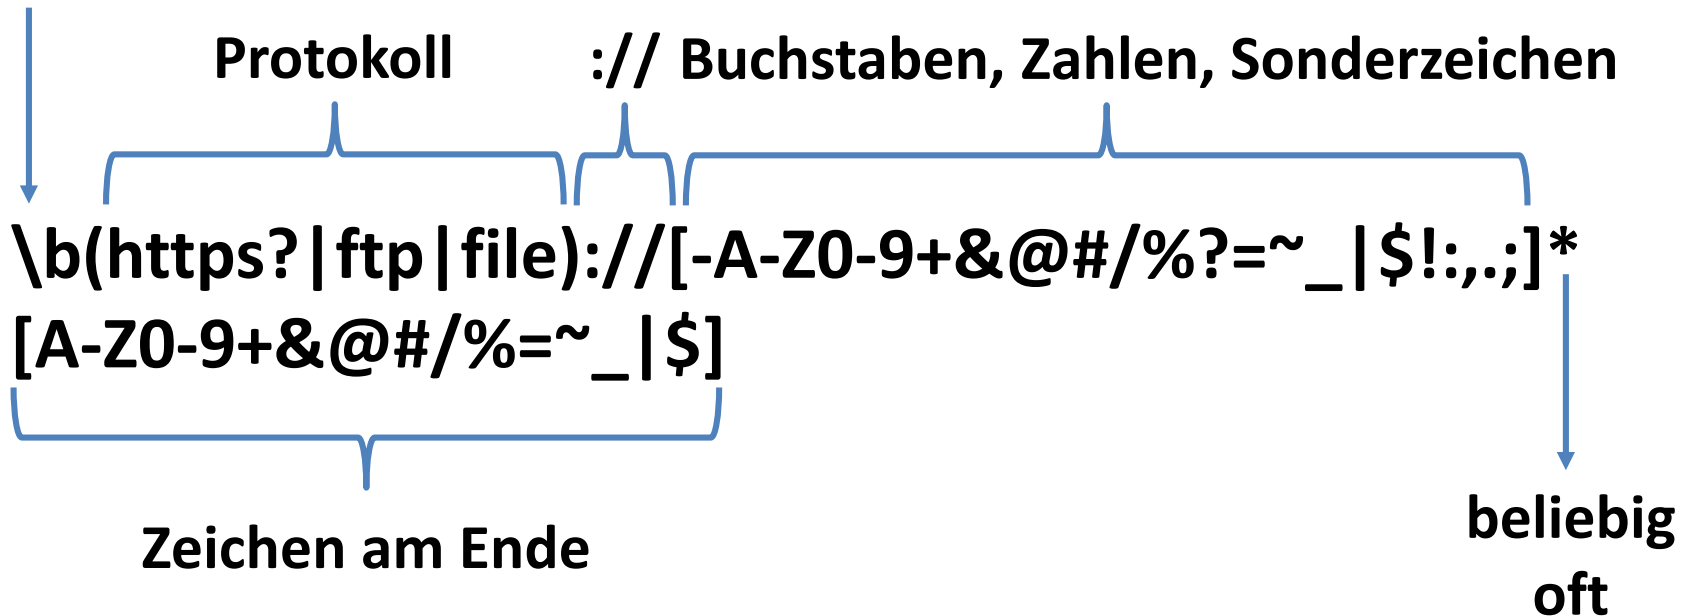 Protokoll :// Buchstaben, Zahlen, Sonderzeichen
\b(https?|ftp|file)://[-A-Z0-9+&@#/%?=~_|$!:,.;]*
[A-Z0-9+&@#/%=~_|$]
Zeichen am Ende
beliebig
oft